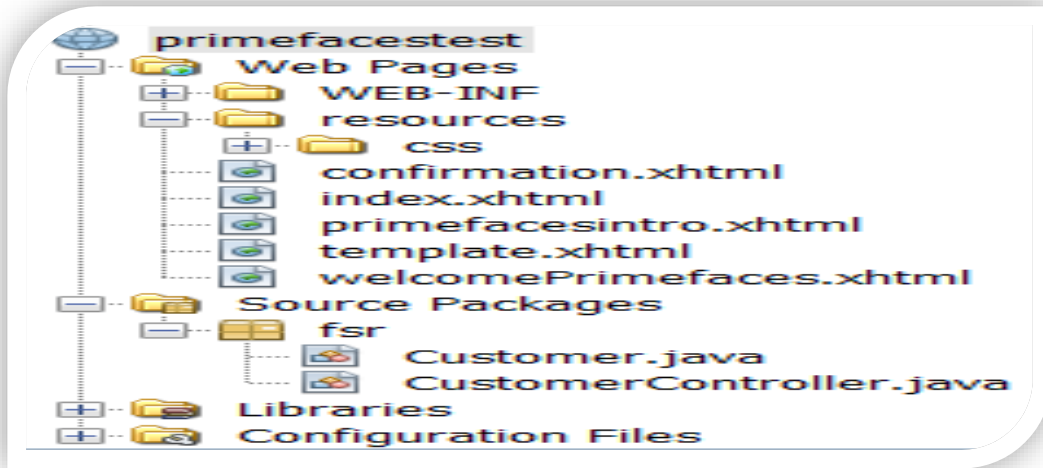 primefacestest
Web Pages
WEB-INF
resources
css
confirmation.xhtml
index.xhtml
primefacesintro.xhtml
template.xhtml
welcomePrimefaces.xhtml
Source Packages
fsr
Customer.java
CustomerController.java
Libraries
Configuration Files